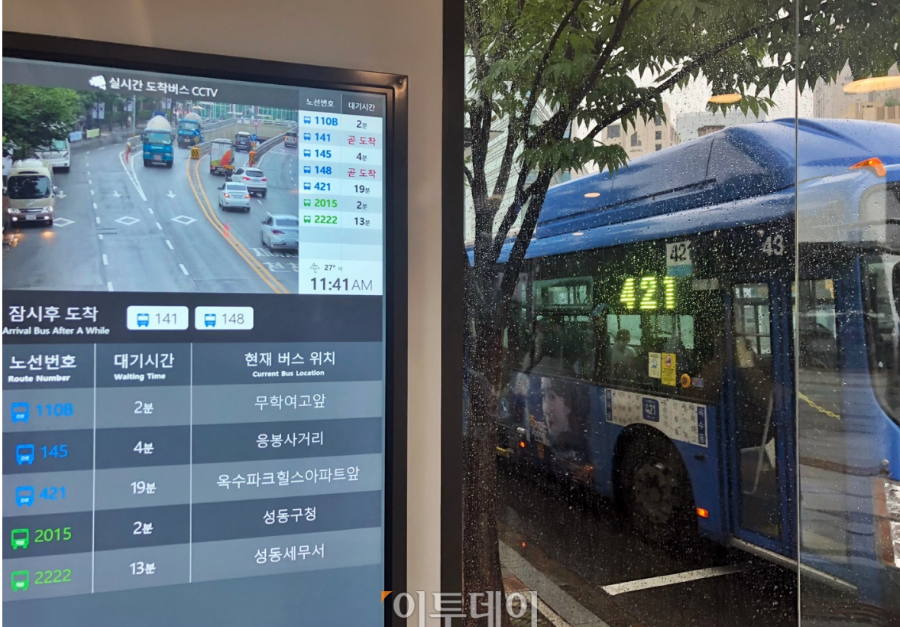 실시간 도착버스 CCTV
노선번호 대기시간
110B 2분
141 곧 도착
145 4분
148 곧 도착
421 19분
2015 2분
2222 13분
27°
11:41 AM
잠시후 도착
Arrival Bus After A While
141 148
노선번호 대기시간 현재 버스 위치
Route Number Waiting Time Current Bus Location
110B 2분 무학여고앞
145 4분 응봉사거리
421 19분 옥수파크힐스아파트앞
2015 2분 성동구청
2222 13분 성동세무서
421
43
421
421
이투데이